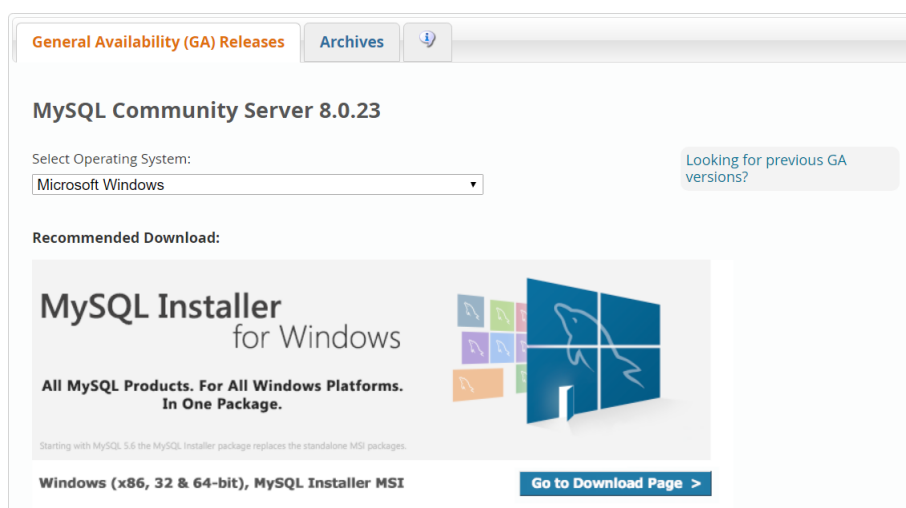 General Availability (GA) Releases
Archives
MySQL Community Server 8.0.23
Select Operating System:
Looking for previous GA
versions?
Microsoft Windows
Recommended Download:
MySQL Installer
for Windows
All MySQL Products. For All Windows Platforms.
In One Package.
Starting with MySQL 5.6 the MySQL Installer package replaces the standalone MSI packages.
Windows (x86, 32 & 64-bit), MySQL Installer MSI
Go to Download Page >